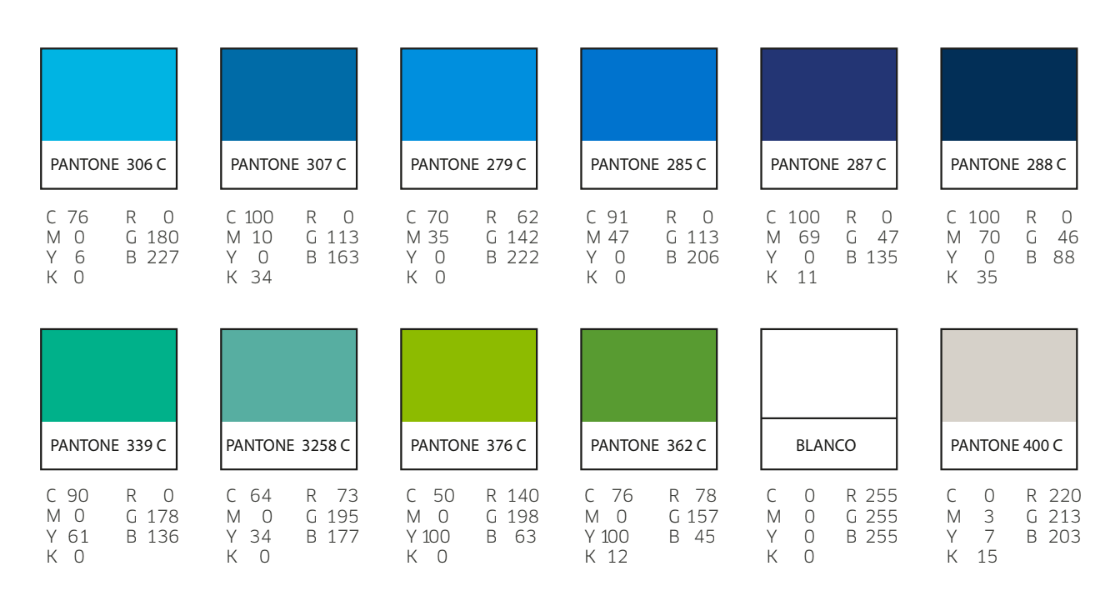 PANTONE 306 C PANTONE 307 C PANTONE 279 C PANTONE 285 C PANTONE 287 C PANTONE 288 C
C 76 R 0 C 100 R 0 C 70 R 62 C 91 R 0 C 100 R 0 C 100 R 0
M 0 G 180 M 10 G 113 M 35 G 142 M 47 G 113 M 69 G 47 M 70 G 46
Y 6 B 227 Y 0 B 163 Y 0 B 222 Y 0 B 206 Y 0 B 135 Y 0 B 88
K 0 K 34 K 0 K 0 K 11 K 35
PANTONE 339 C PANTONE 3258 C PANTONE 376 C PANTONE 362 C BLANCO PANTONE 400 C
C 90 R 0 C 64 R 73 C 50 R 140 C 76 R 78 C 0 R 255 C 0 R 220
M 0 G 178 M 0 G 195 M 0 G 198 M 0 G 157 M 0 G 255 M 3 G 213
Y 61 B 136 Y 34 B 177 Y 100 B 63 Y 100 B 45 Y 0 B 255 Y 7 B 203
K 0 K 0 K 0 K 12 K 0 K 15